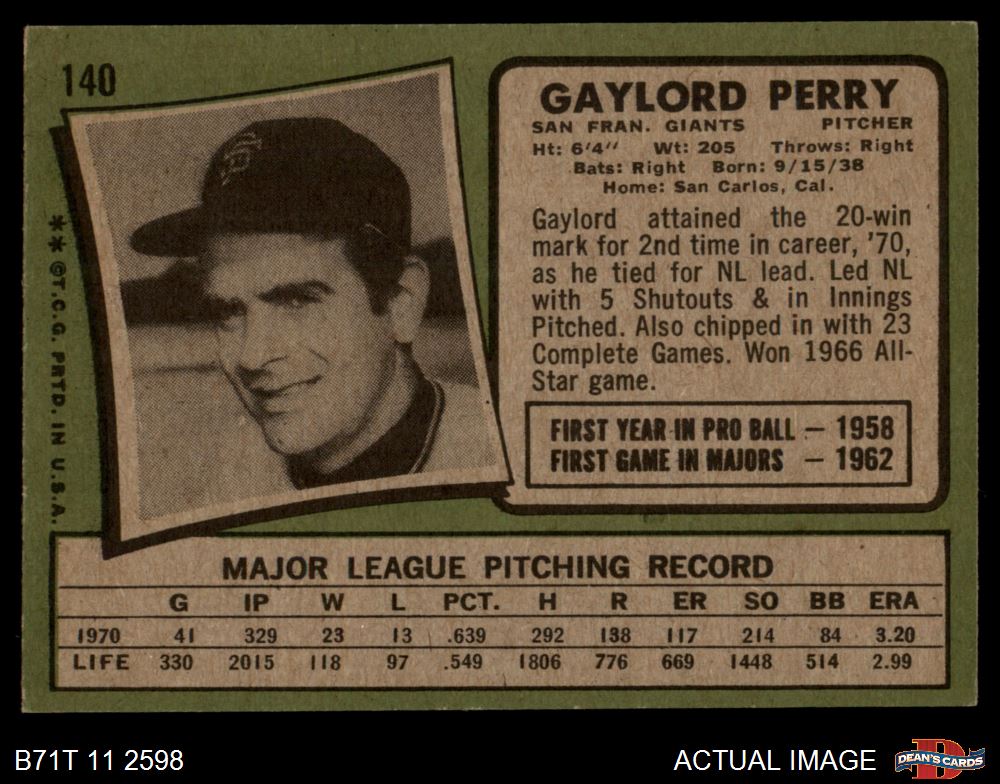 140
GAYLORD PERRY
SAN FRAN. GIANTS PITCHER
Ht: 6'4" Wt: 205 Throws: Right
Bats: Right Born: 9/15/38
Home: San Carlos, Cal.
Gaylord attained the 20-win
mark for 2nd time in career, '70,
as he tied for NL lead. Led NL
with 5 Shutouts & in Innings
Pitched. Also chipped in with 23
Complete Games. Won 1966 All-
Star game.
FIRST YEAR IN PRO BALL — 1958
FIRST GAME IN MAJORS — 1962
**©T.C.G. PRTD. IN U.S.A.
SF
MAJOR LEAGUE PITCHING RECORD
G IP W L PCT. H R ER SO BB ERA
1970 41 329 23 13 .639 292 138 117 214 84 3.20
LIFE 330 2015 118 97 .549 1806 776 669 1448 514 2.99
B71T 11 2598
ACTUAL IMAGE
D
DEAN'S CARDS